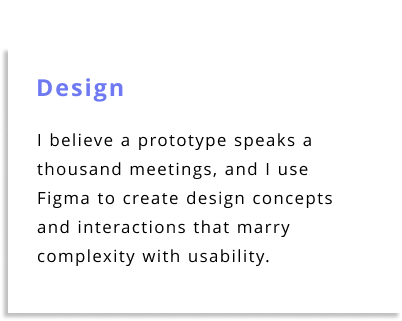 Design
I believe a prototype speaks a
thousand meetings, and I use
Figma to create design concepts
and interactions that marry
complexity with usability.